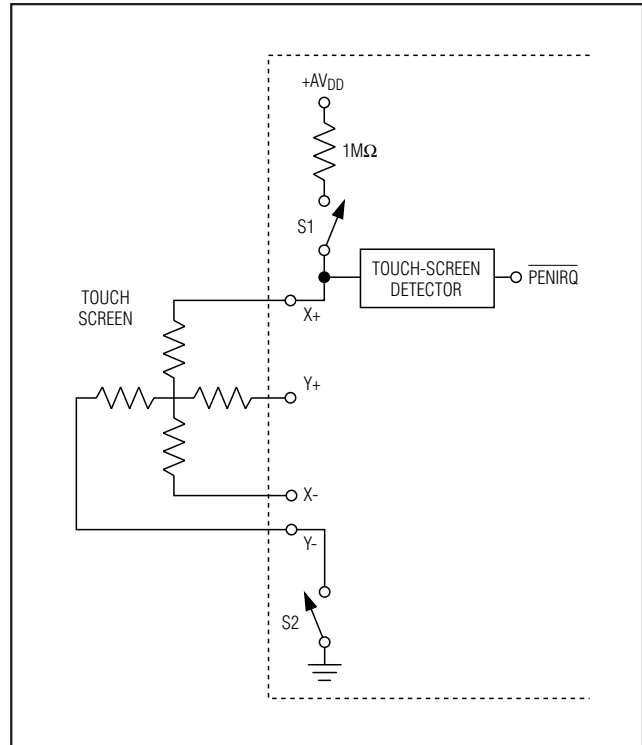 +AVDD
1MΩ
S1
TOUCH-SCREEN
DETECTOR
PENIRQ
TOUCH
SCREEN
X+
Y+
X-
Y-
S2